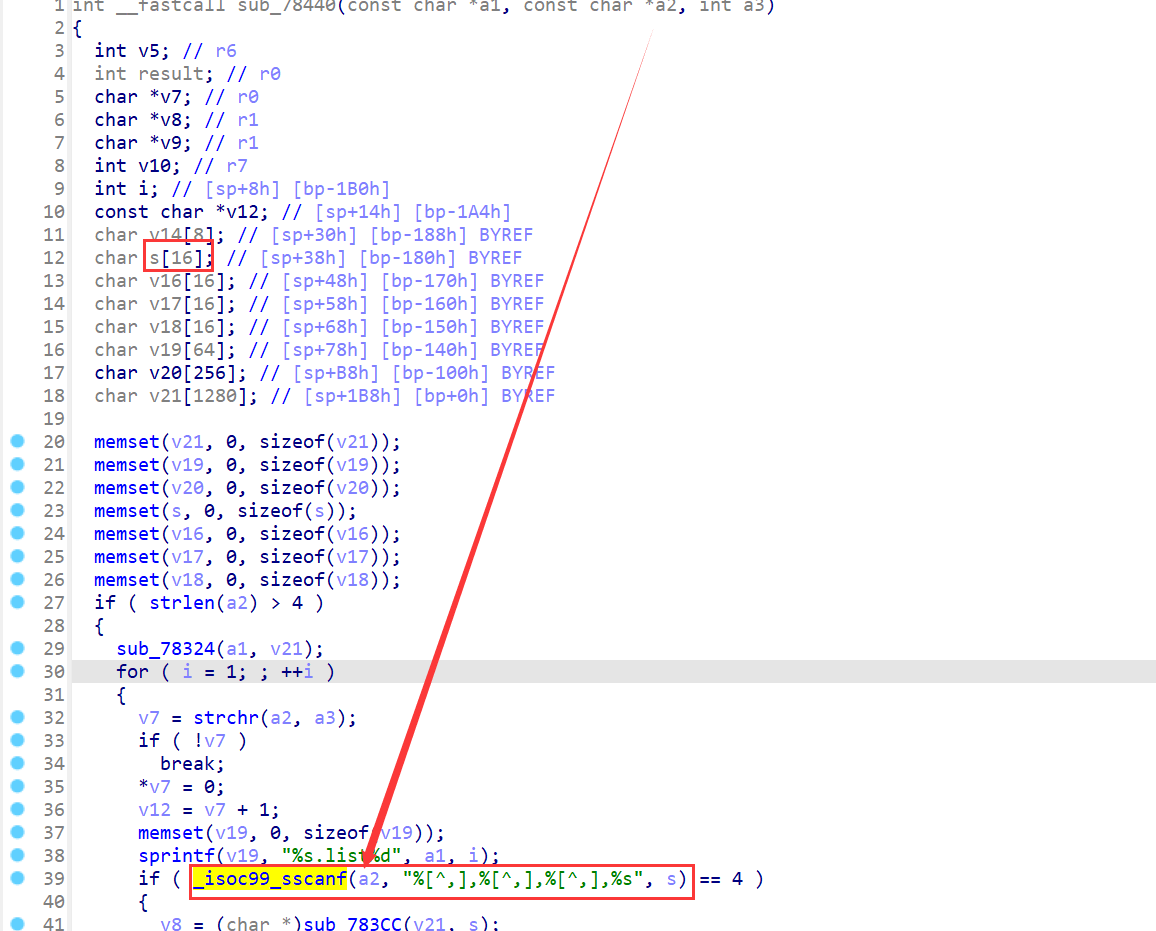 1 int __fastcall sub_78440(const char *a1, const char *a2, int a3)
2 {
3 int v5; // r6
4 int result; // r0
5 char *v7; // r0
6 char *v8; // r1
7 char *v9; // r1
8 int v10; // r7
9 int i; // [sp+8h] [bp-1B0h]
10 const char *v12; // [sp+14h] [bp-1A4h]
11 char v14[8]; // [sp+30h] [bp-188h] BYREF
12 char s[16]; // [sp+38h] [bp-180h] BYREF
13 char v16[16]; // [sp+48h] [bp-170h] BYREF
14 char v17[16]; // [sp+58h] [bp-160h] BYREF
15 char v18[16]; // [sp+68h] [bp-150h] BYREF
16 char v19[64]; // [sp+78h] [bp-140h] BYREF
17 char v20[256]; // [sp+B8h] [bp-100h] BYREF
18 char v21[1280]; // [sp+1B8h] [bp+0h] BYREF
19
20 memset(v21, 0, sizeof(v21));
21 memset(v19, 0, sizeof(v19));
22 memset(v20, 0, sizeof(v20));
23 memset(s, 0, sizeof(s));
24 memset(v16, 0, sizeof(v16));
25 memset(v17, 0, sizeof(v17));
26 memset(v18, 0, sizeof(v18));
27 if ( strlen(a2) > 4 )
28 {
29 sub_78324(a1, v21);
30 for ( i = 1; ; ++i )
31 {
32 v7 = strchr(a2, a3);
33 if ( !v7 )
34 break;
35 *v7 = 0;
36 v12 = v7 + 1;
37 memset(v19, 0, sizeof(v19));
38 sprintf(v19, "%s.list%d", a1, i);
39 if ( _isoc99_sscanf(a2, "%[^,],%[^,],%[^,],%s", s) == 4 )
40 {
41 v8 = (char *)sub_783CC(v21, s);